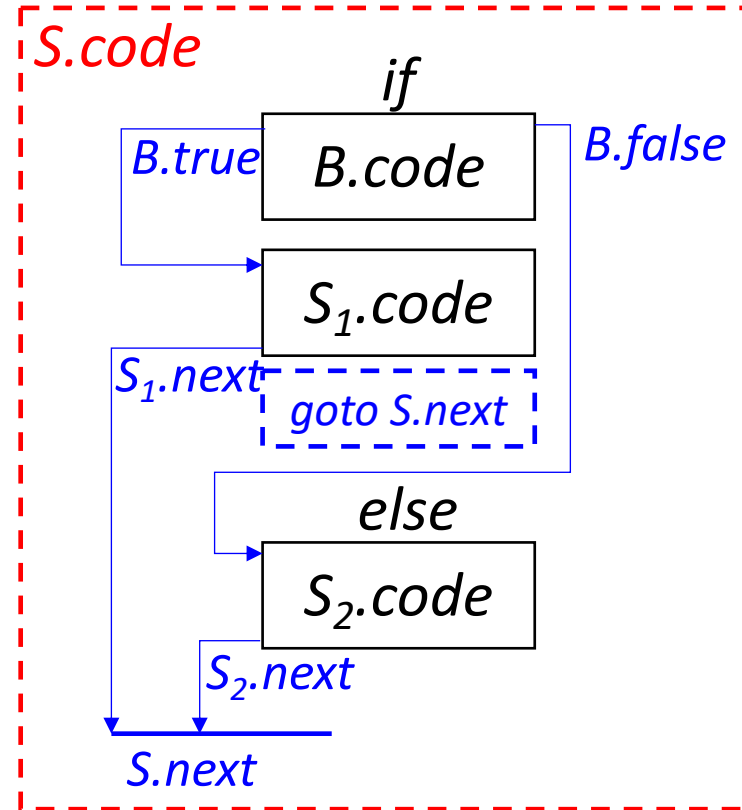 S.code
if
B.true
B.code
B.false
S₁.code
S₁.next
goto S.next
else
S₂.code
S₂.next
S.next